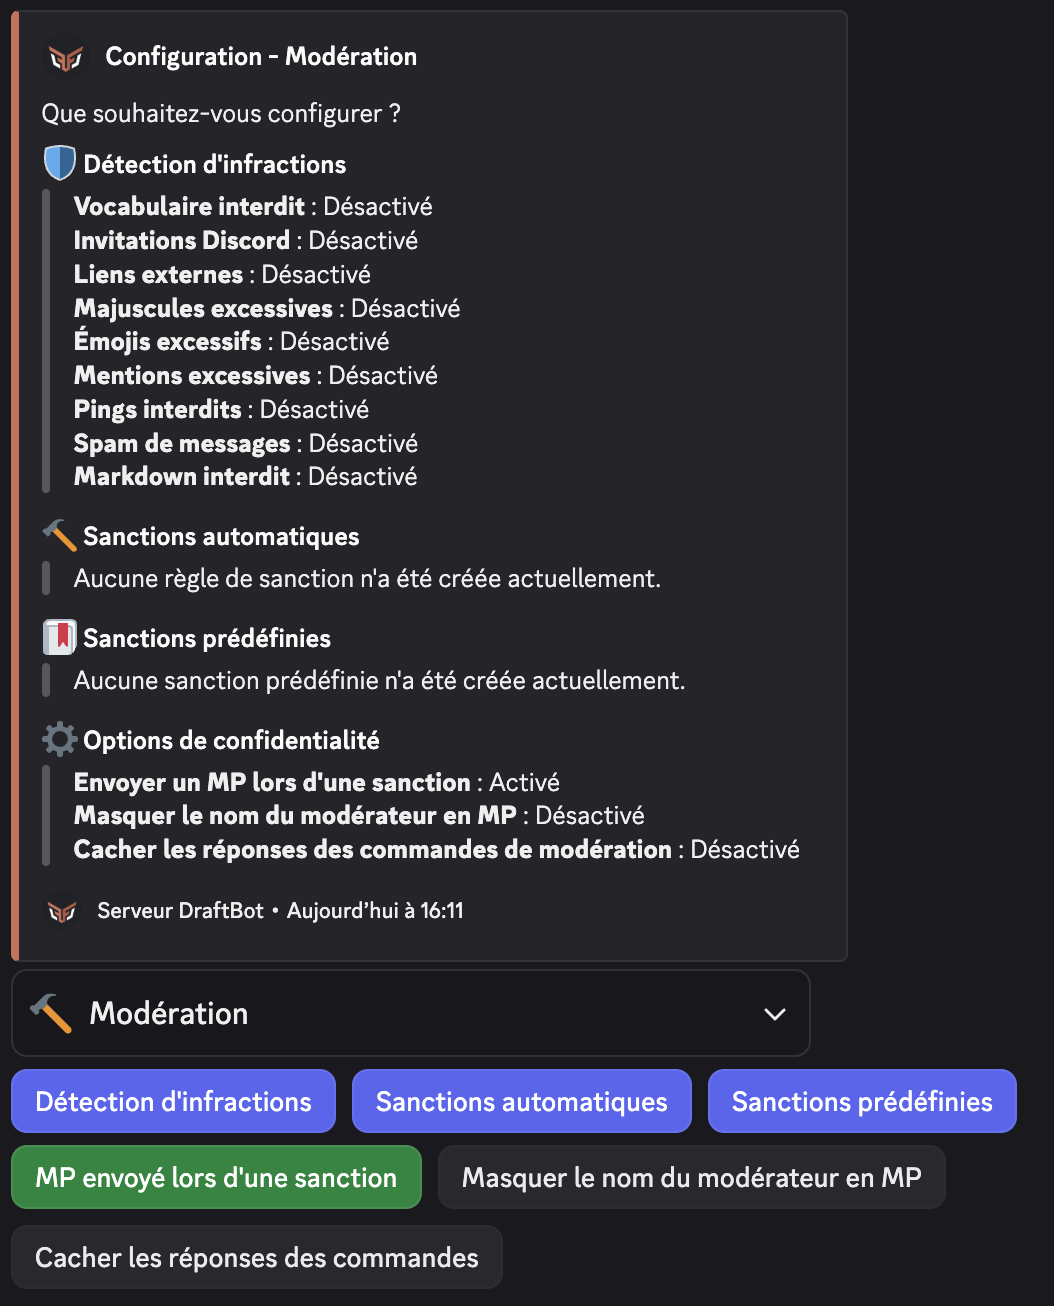 Configuration - Modération
Que souhaitez-vous configurer ?
Détection d'infractions
Vocabulaire interdit : Désactivé
Invitations Discord : Désactivé
Liens externes : Désactivé
Majuscules excessives : Désactivé
Émojis excessifs : Désactivé
Mentions excessives : Désactivé
Pings interdits : Désactivé
Spam de messages : Désactivé
Markdown interdit : Désactivé
Sanctions automatiques
Aucune règle de sanction n'a été créée actuellement.
Sanctions prédéfinies
Aucune sanction prédéfinie n'a été créée actuellement.
Options de confidentialité
Envoyer un MP lors d'une sanction : Activé
Masquer le nom du modérateur en MP : Désactivé
Cacher les réponses des commandes de modération : Désactivé
Serveur DraftBot • Aujourd’hui à 16:11
Modération
Détection d'infractions
Sanctions automatiques
Sanctions prédéfinies
MP envoyé lors d'une sanction
Masquer le nom du modérateur en MP
Cacher les réponses des commandes